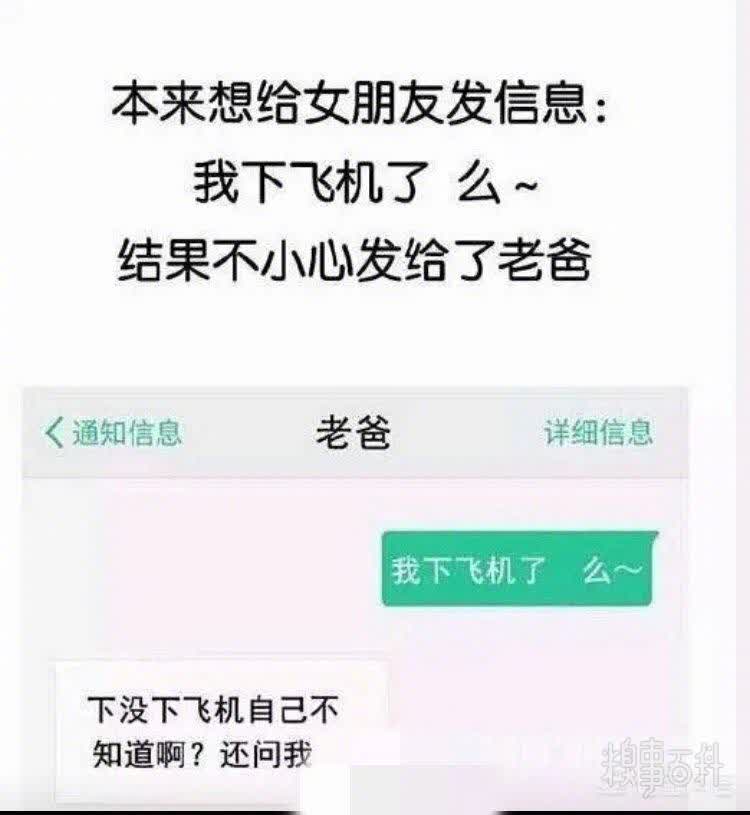 本来想给女朋友发信息:
我下飞机了 么~
结果不小心发给了老爸
通知信息 老爸 详细信息
我下飞机了 么~
下没下飞机自己不
知道啊？还问我
糗事百科